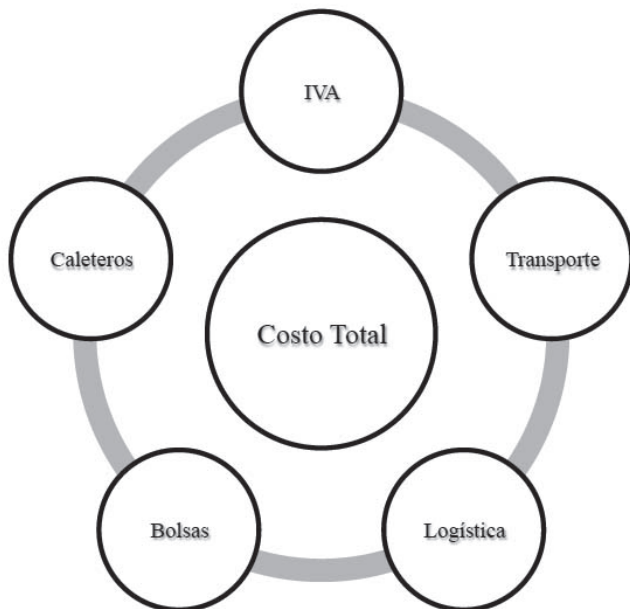 IVA
Caleteros
Transporte
Costo Total
Bolsas
Logística